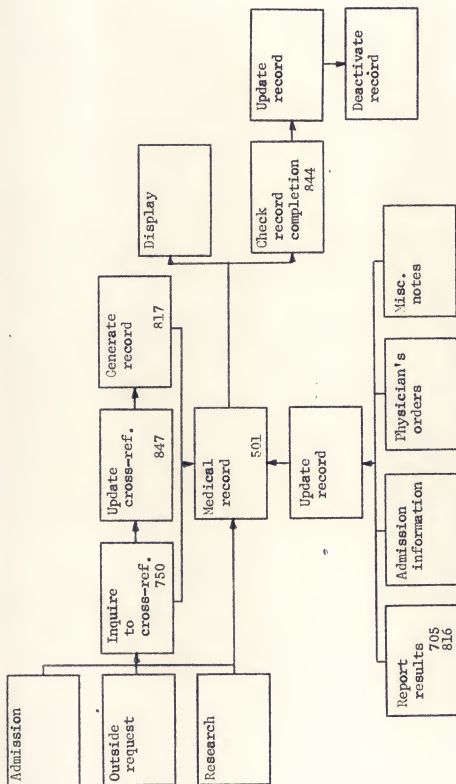 Admission
Outside
request
Research
Inquire
to
cross-ref.
750
Update
cross-ref.
847
Generate
record
817
Medical
record
501
Display
Check
record
completion
844
Update
record
Deactivate
record
Update
record
Report
results
705
816
Admission
information
Physician's
orders
Misc.
notes